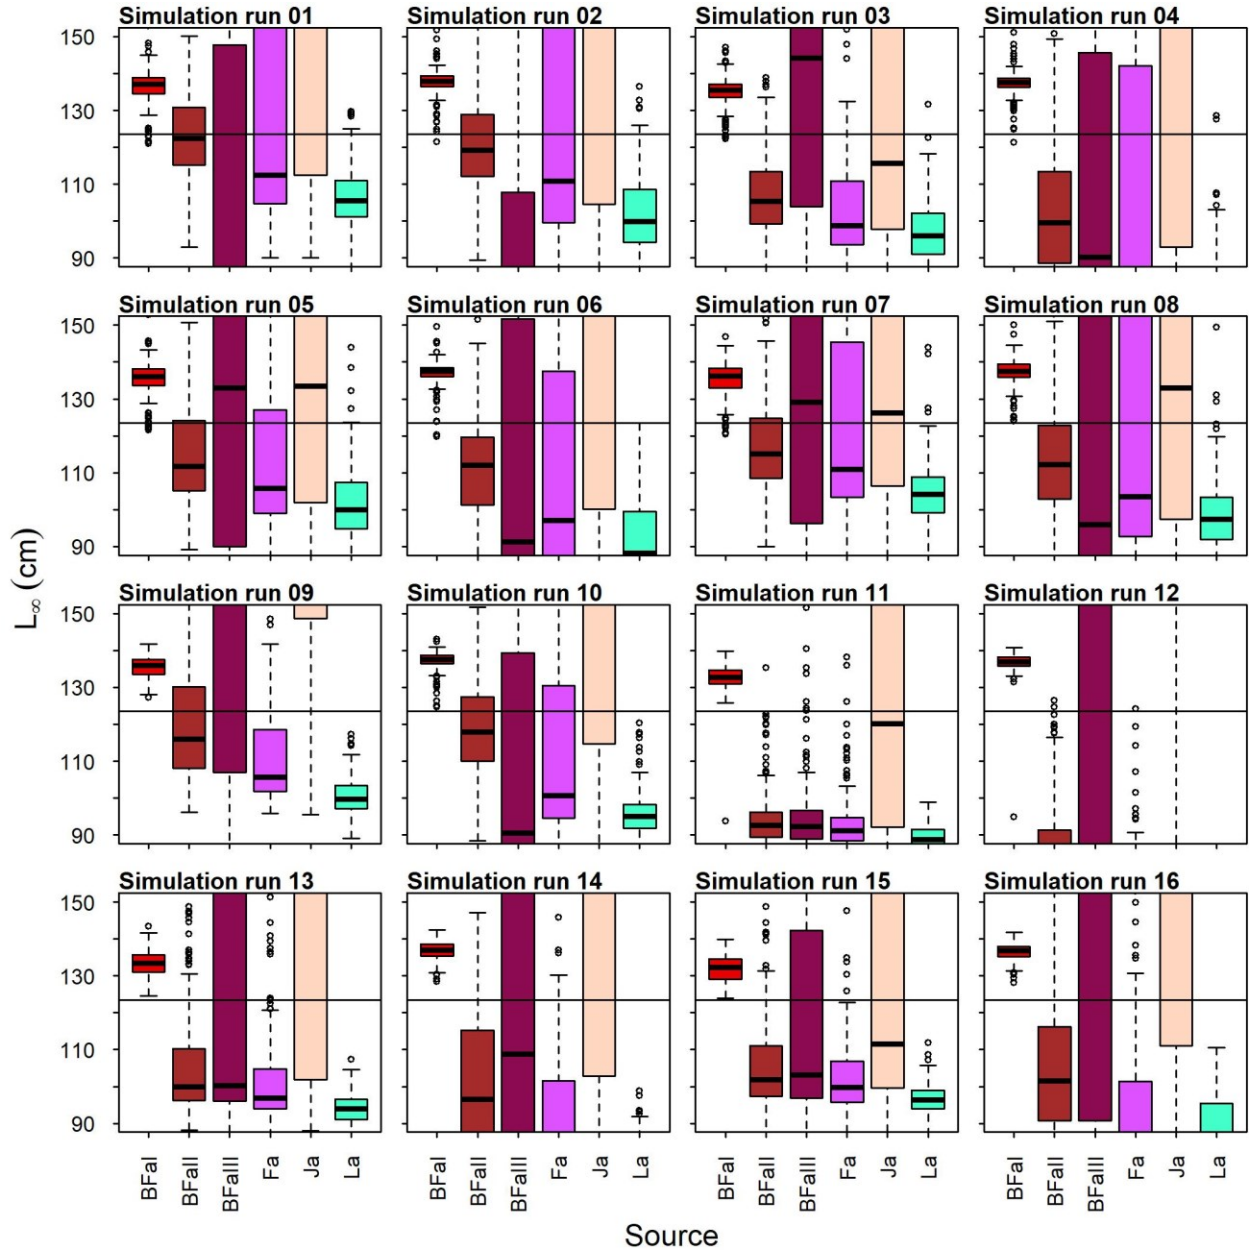 Simulation run 01 Simulation run 02 Simulation run 03 Simulation run 04
150
130
110
90
Simulation run 05 Simulation run 06 Simulation run 07 Simulation run 08
150
130
110
90
L∞ (cm)
Simulation run 09 Simulation run 10 Simulation run 11 Simulation run 12
150
130
110
90
Simulation run 13 Simulation run 14 Simulation run 15 Simulation run 16
150
130
110
90
BFaI BFaII BFaIII Fa Ja La BFaI BFaII BFaIII Fa Ja La BFaI BFaII BFaIII Fa Ja La BFaI BFaII BFaIII Fa Ja La
Source